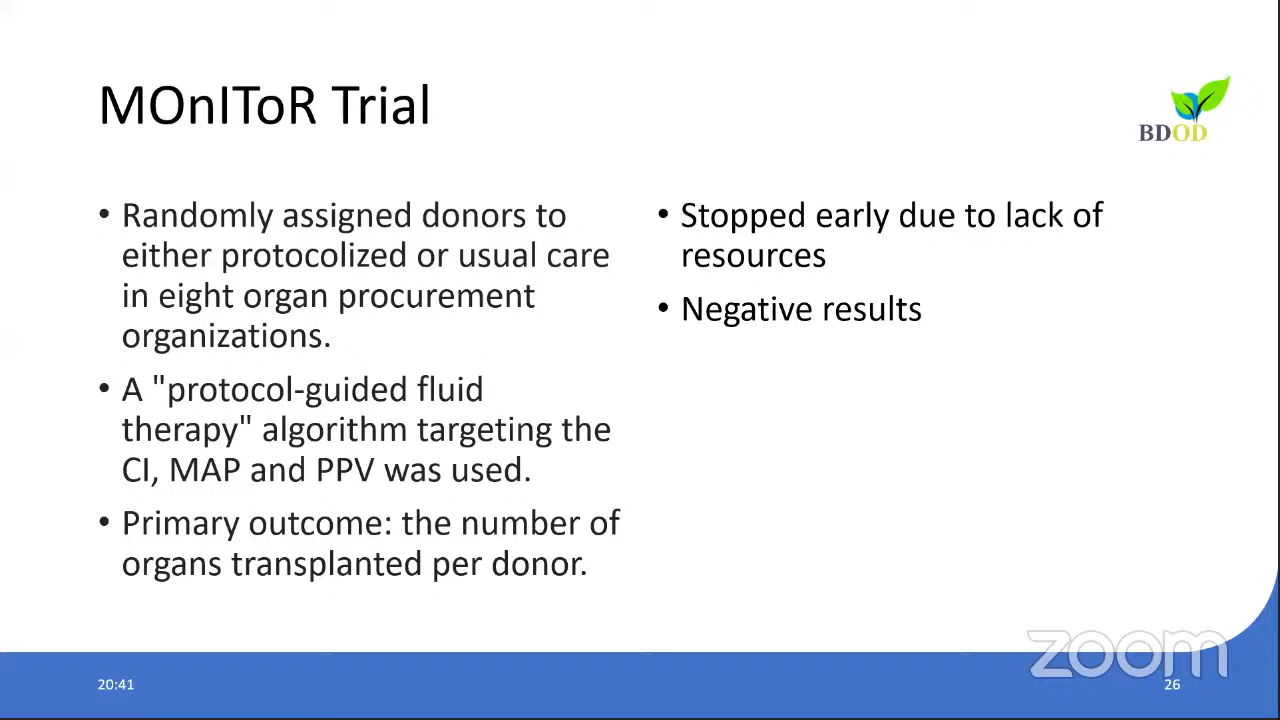 MOnIToR Trial
BDOD
• Randomly assigned donors to
either protocolized or usual care
in eight organ procurement
organizations.
• A "protocol-guided fluid
therapy" algorithm targeting the
CI, MAP and PPV was used.
• Primary outcome: the number of
organs transplanted per donor.
• Stopped early due to lack of
resources
• Negative results
zoom
20:41
26